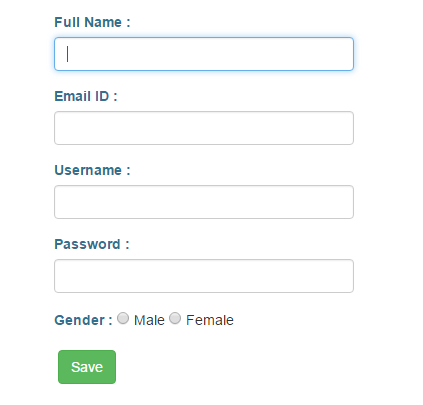 Full Name :
Email ID :
Username :
Password :
Gender : Male Female
Save